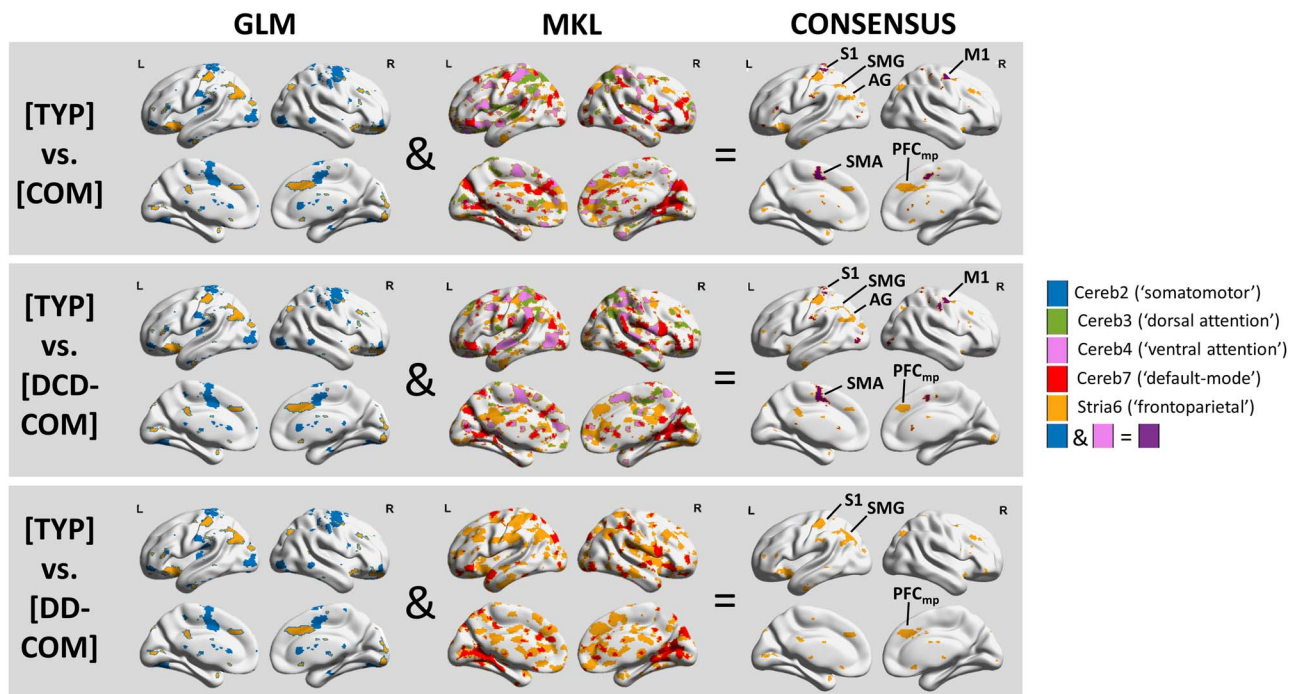 GLM MKL CONSENSUS
[TYP]
vs.
[COM]
L R & = L R
S1
SMG
AG
M1
SMA
PFCmp
[TYP]
vs.
[DCD-
COM]
L R & = L R
S1
SMG
AG
M1
SMA
PFCmp
[TYP]
vs.
[DD-
COM]
L R & = L R
S1
SMG
PFCmp
Cereb2 ('somatomotor')
Cereb3 ('dorsal attention')
Cereb4 ('ventral attention')
Cereb7 ('default-mode')
Stria6 ('frontoparietal')
& =